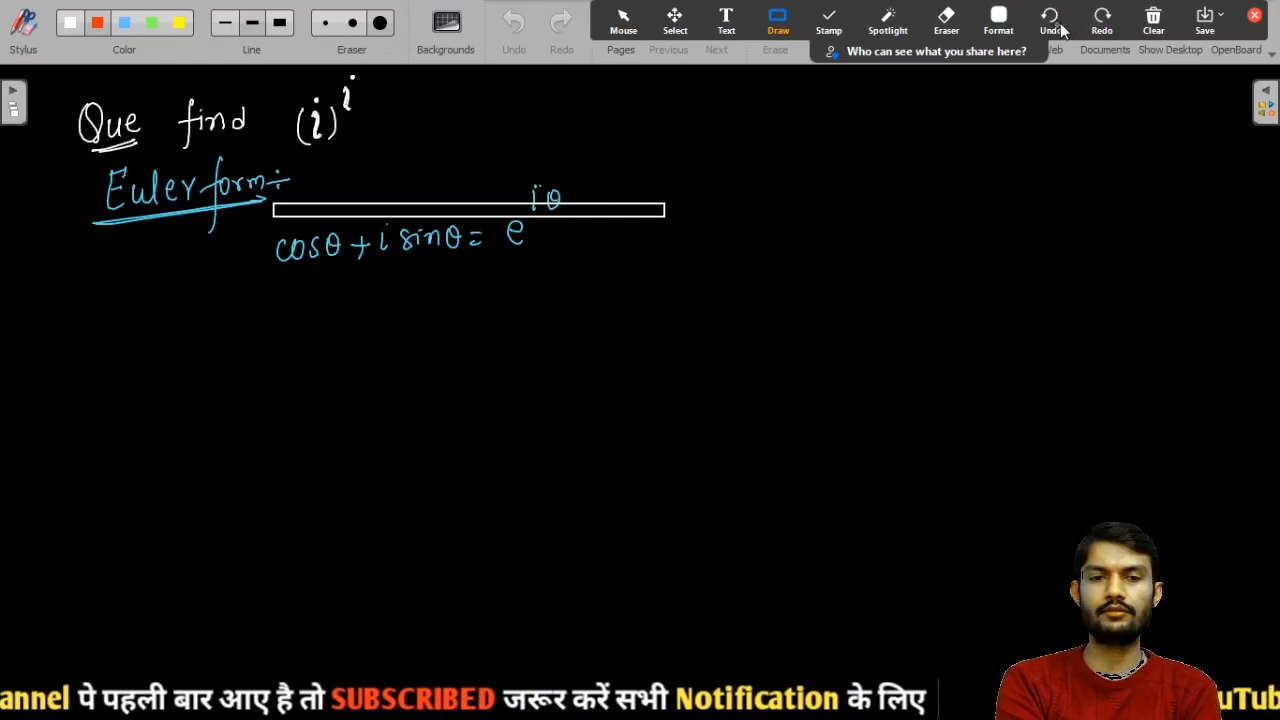 Mouse Select Text Draw Stamp Spotlight Eraser Format Undo Redo Clear Save
Stylus Color Line Eraser Backgrounds Undo Redo Pages Previous Next Erase Documents Show Desktop OpenBoard
Who can see what you share here?
Que find (i)^i
Euler form ÷
cosθ + i sinθ = e^iθ
annel पे पहली बार आए है तो SUBSCRIBED जरूर करें सभी Notification के लिए